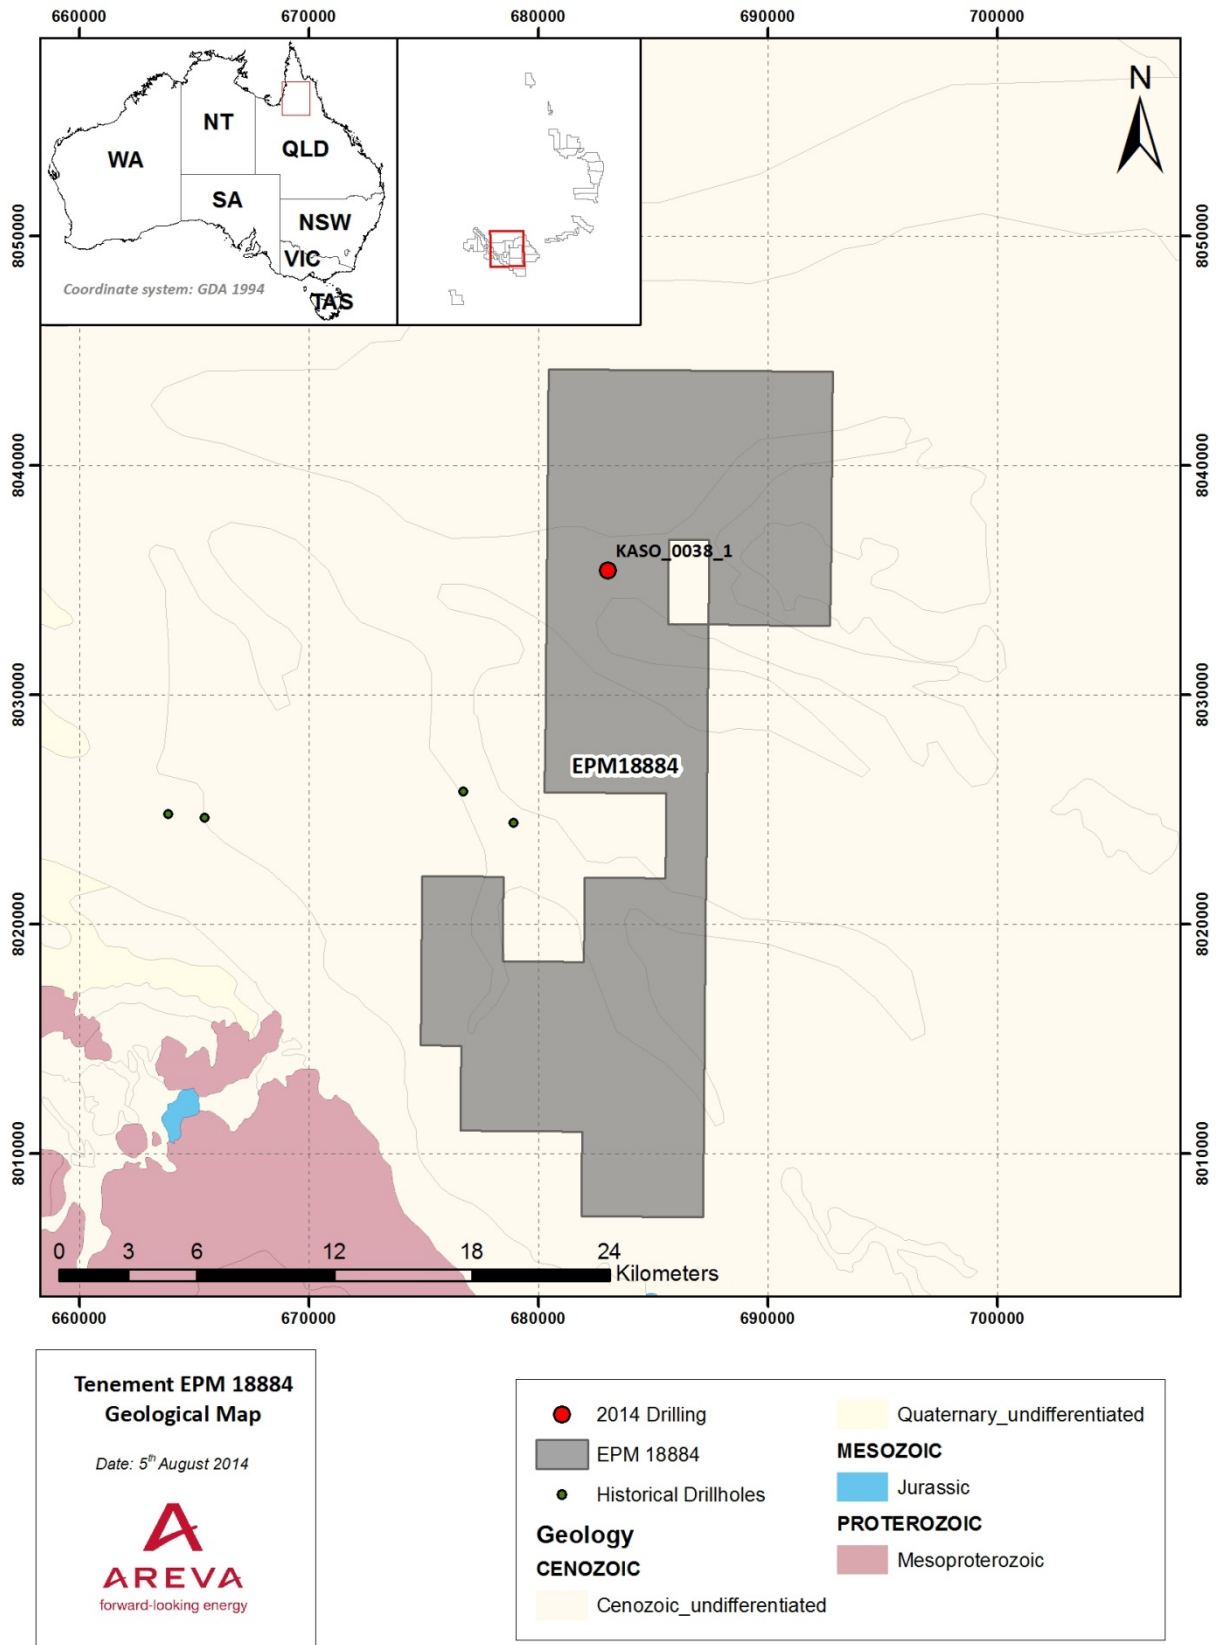 660000
670000
680000
690000
700000
N
NT
WA
QLD
SA
NSW
VIC
TAS
Coordinate system: GDA 1994
8050000
8050000
8040000
8040000
KASO_0038_1
8030000
8030000
EPM18884
8020000
8020000
8010000
8010000
0 3 6 12 18 24
Kilometers
660000
670000
680000
690000
700000
Tenement EPM 18884
Geological Map
Date: 5th August 2014
AREVA
forward-looking energy
2014 Drilling
EPM 18884
Historical Drillholes
Geology
CENOZOIC
Cenozoic_undifferentiated
Quaternary_undifferentiated
MESOZOIC
Jurassic
PROTEROZOIC
Mesoproterozoic